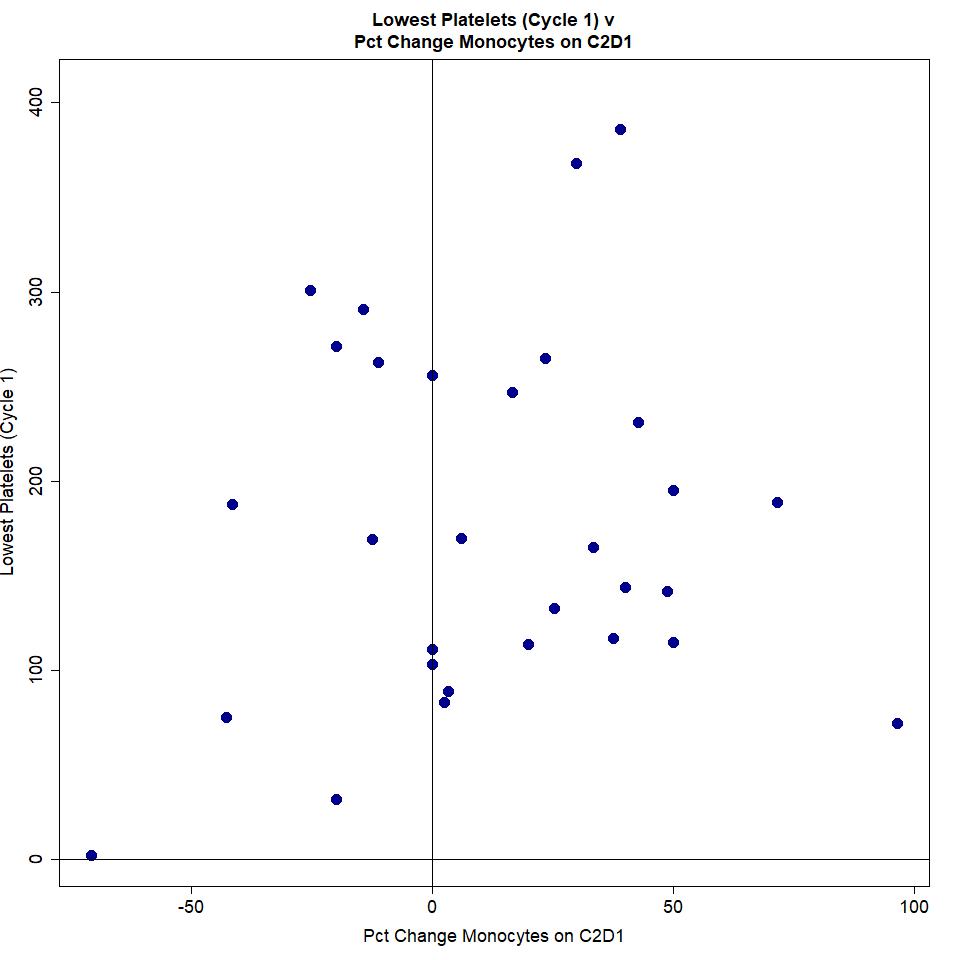 Lowest Platelets (Cycle 1) v
Pct Change Monocytes on C2D1
400
300
200
100
0
Lowest Platelets (Cycle 1)
-50
0
50
100
Pct Change Monocytes on C2D1